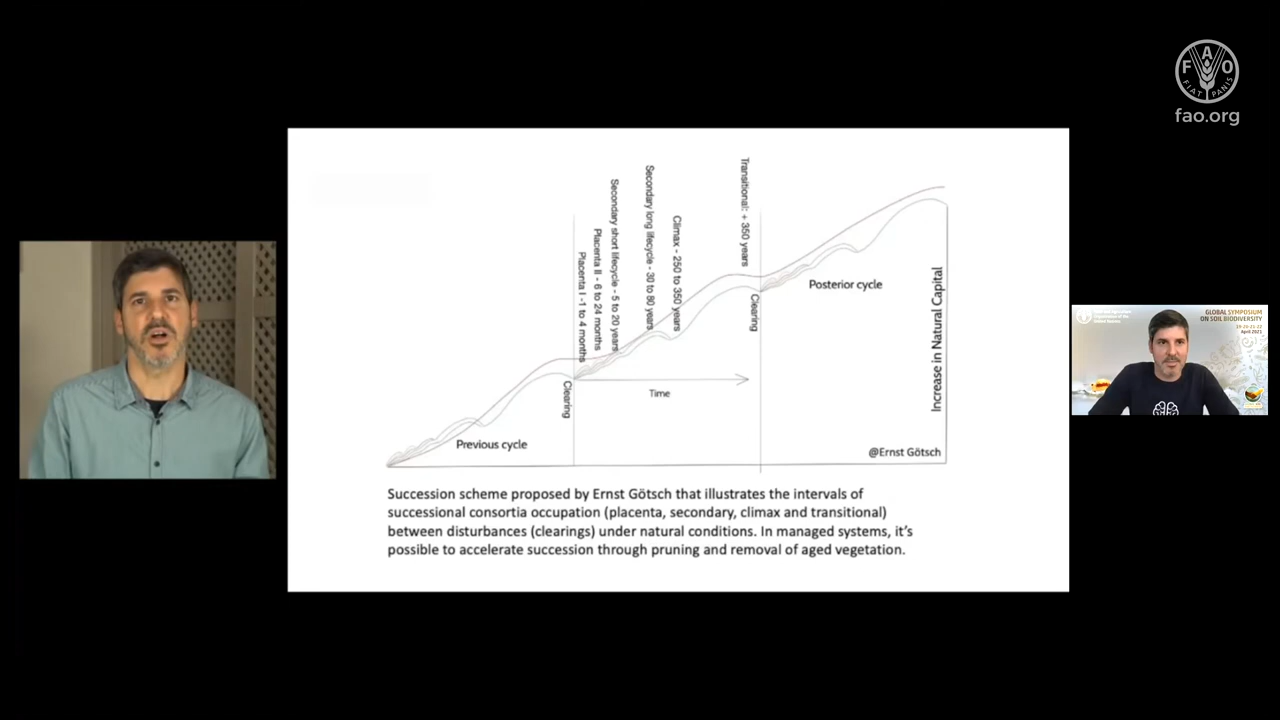 FAO
FIAT PANIS
fao.org
Transitional: + 350 years
Secondary long lifecycle - 30 to 80 years
Secondary short lifecycle - 5 to 20 years
Climax - 250 to 350 years
Placenta II - 6 to 24 months
Placenta I -1 to 4 months
Posterior cycle
Clearing
Increase in Natural Capital
Clearing
Time
Previous cycle
@Ernst Götsch
Succession scheme proposed by Ernst Götsch that illustrates the intervals of
successional consortia occupation (placenta, secondary, climax and transitional)
between disturbances (clearings) under natural conditions. In managed systems, it's
possible to accelerate succession through pruning and removal of aged vegetation.
GLOBAL SYMPOSIUM
ON SOIL BIODIVERSITY
April 2021